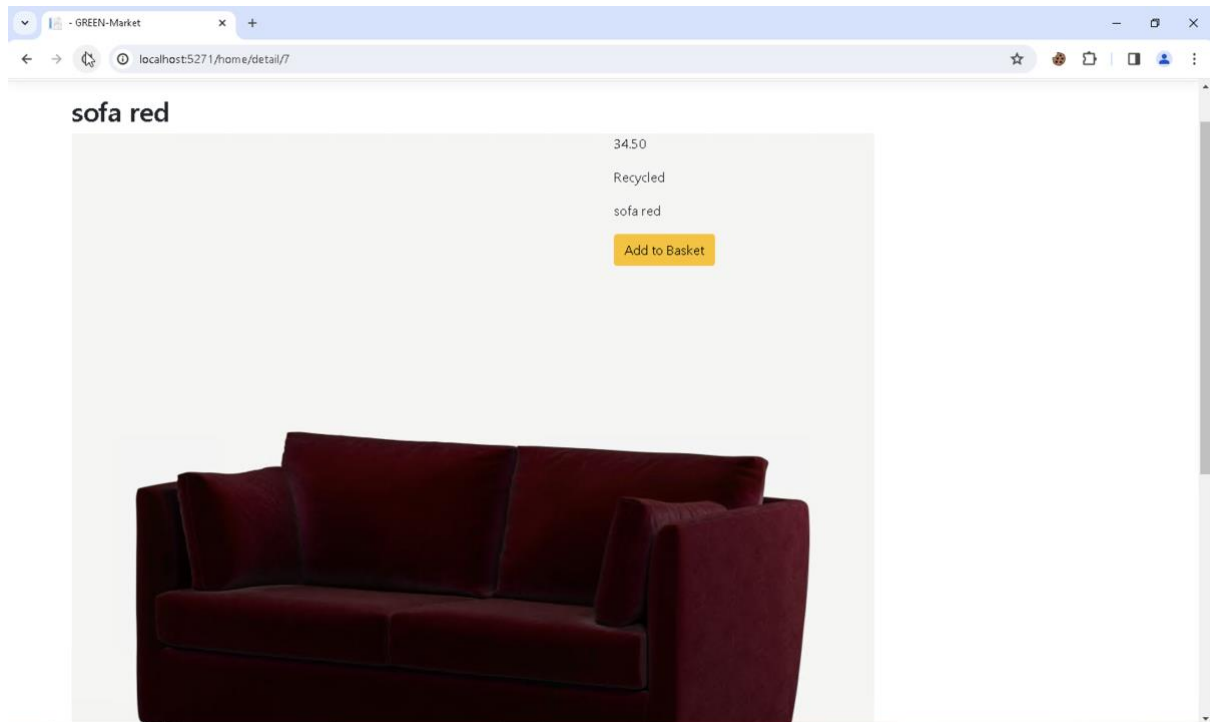 - GREEN-Market
localhost:5271/home/detail/7
sofa red
34.50
Recycled
sofa red
Add to Basket